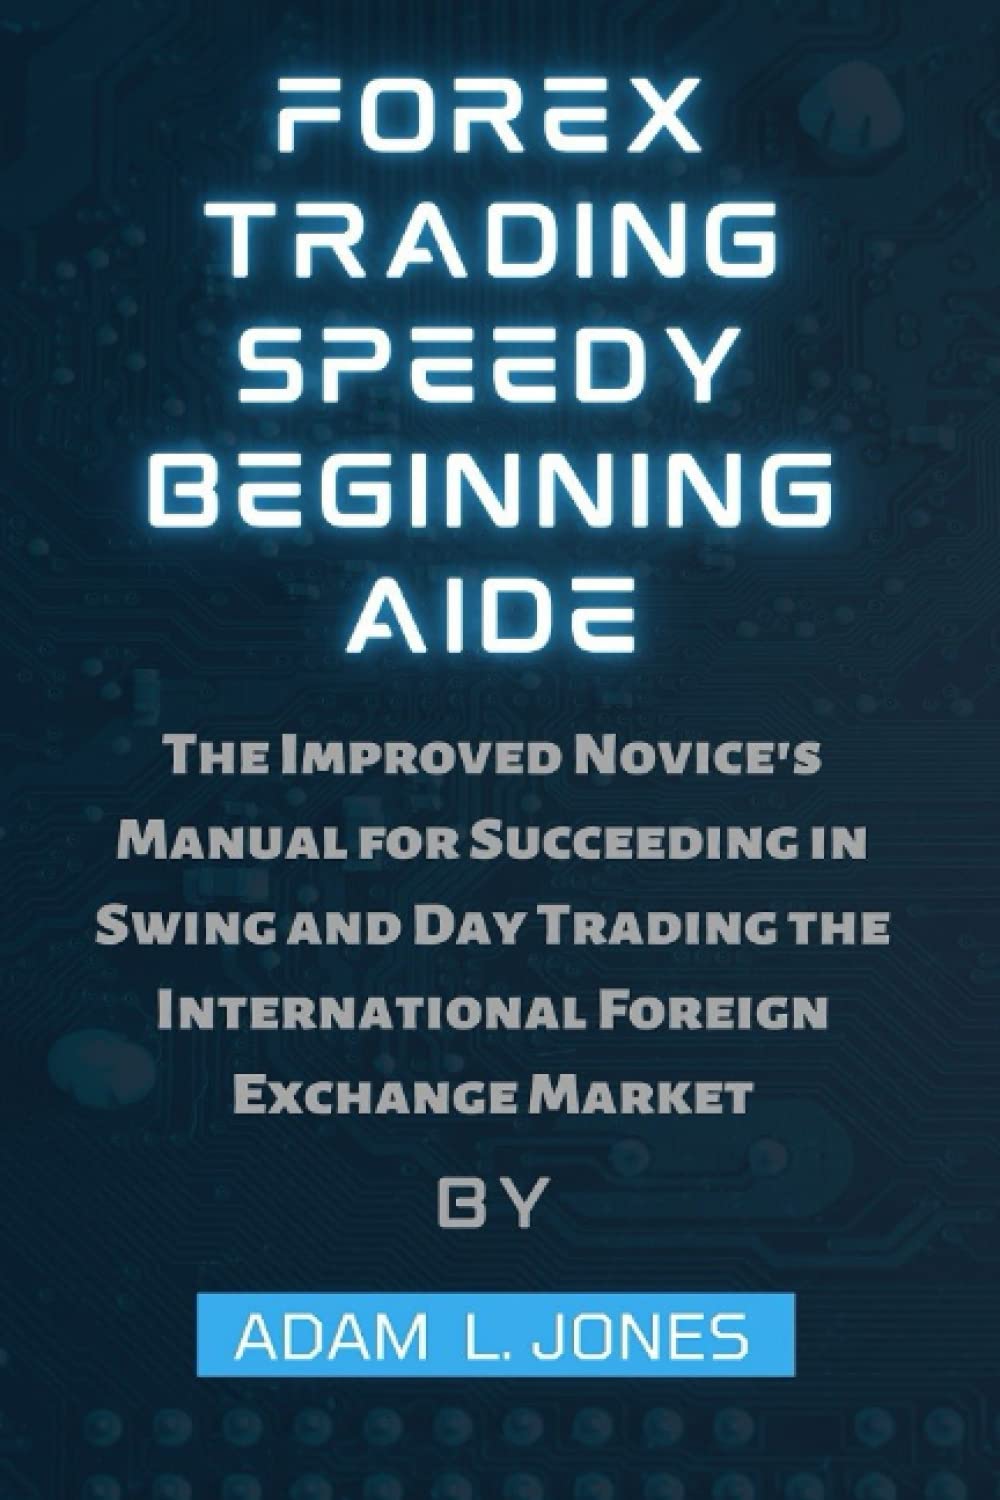 FOREX
TRADING
SPEEDY
BEGINNING
AIDE
The Improved Novice's
Manual for Succeeding in
Swing and Day Trading the
International Foreign
Exchange Market
BY
ADAM L. JONES